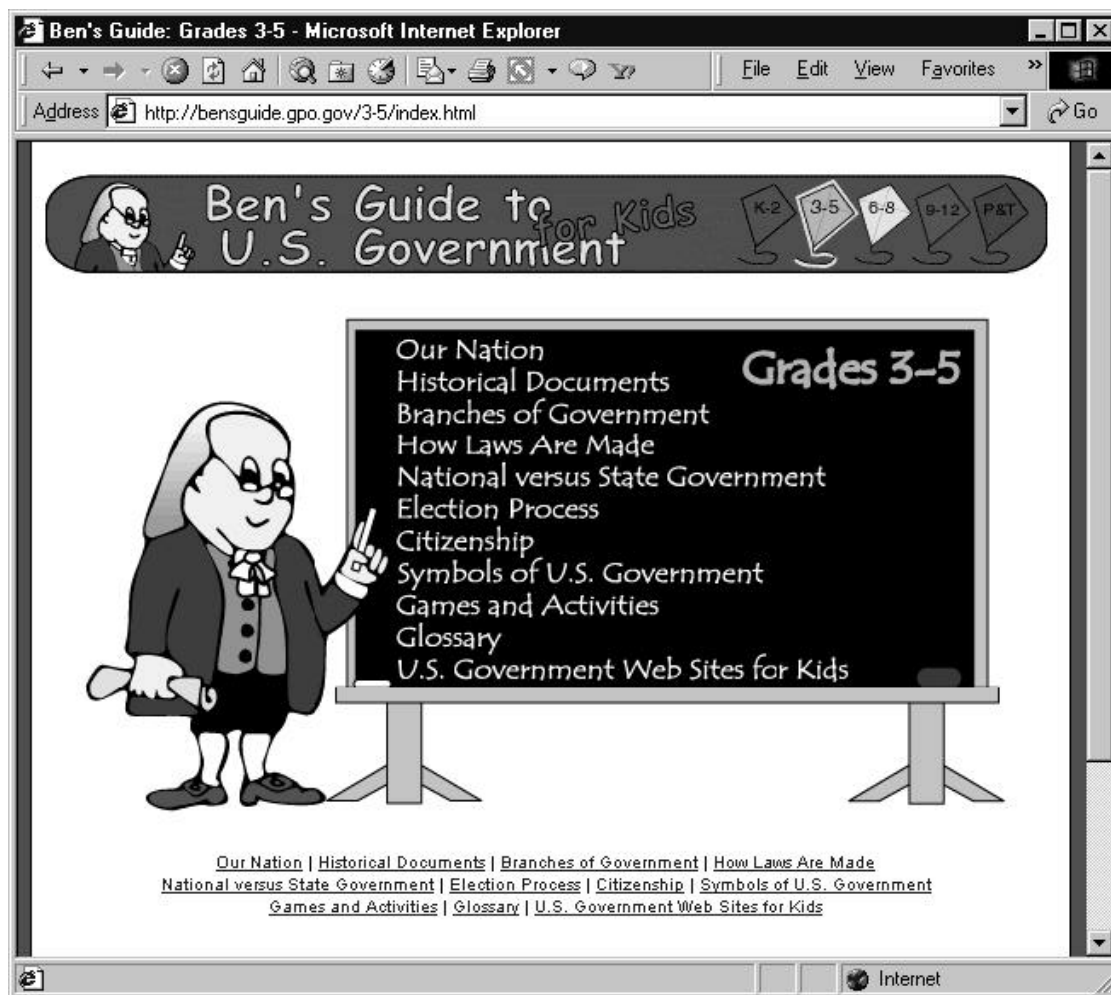 Ben's Guide: Grades 3-5 - Microsoft Internet Explorer
File Edit View Favorites »
Address http://bensguide.gpo.gov/3-5/index.html Go
Ben's Guide to for Kids
U.S. Government
K-2 3-5 6-8 9-12 P&T
Grades 3-5
Our Nation
Historical Documents
Branches of Government
How Laws Are Made
National versus State Government
Election Process
Citizenship
Symbols of U.S. Government
Games and Activities
Glossary
U.S. Government Web Sites for Kids
Our Nation | Historical Documents | Branches of Government | How Laws Are Made
National versus State Government | Election Process | Citizenship | Symbols of U.S. Government
Games and Activities | Glossary | U.S. Government Web Sites for Kids
Internet